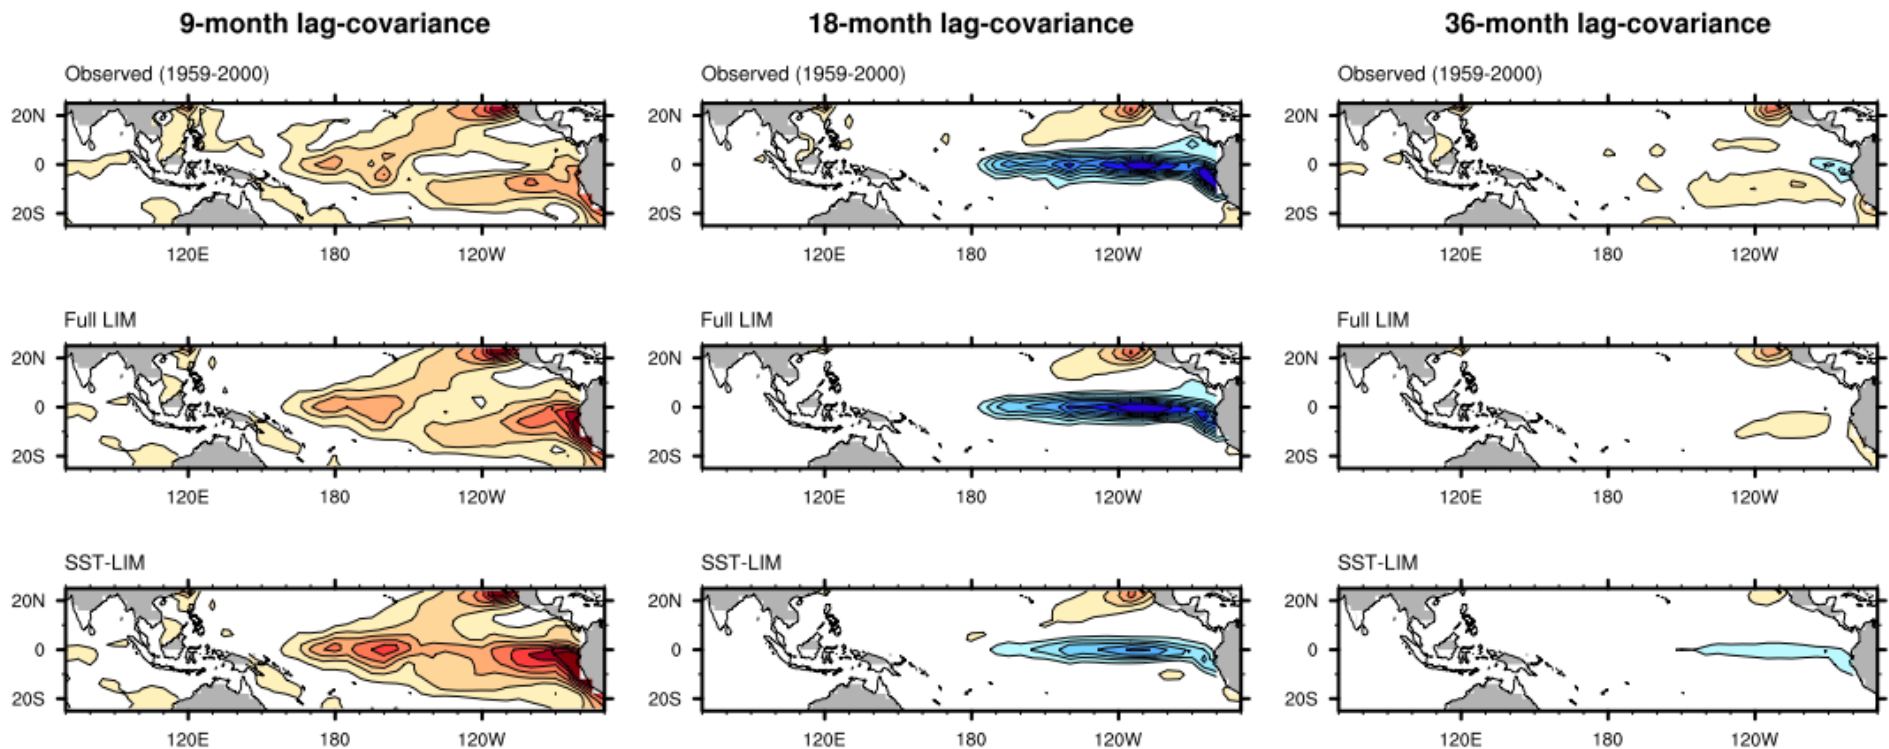 9-month lag-covariance 18-month lag-covariance 36-month lag-covariance
Observed (1959-2000) Observed (1959-2000) Observed (1959-2000)
20N 20N 20N
0 0 0
20S 20S 20S
120E 180 120W 120E 180 120W 120E 180 120W
Full LIM Full LIM Full LIM
20N 20N 20N
0 0 0
20S 20S 20S
120E 180 120W 120E 180 120W 120E 180 120W
SST-LIM SST-LIM SST-LIM
20N 20N 20N
0 0 0
20S 20S 20S
120E 180 120W 120E 180 120W 120E 180 120W